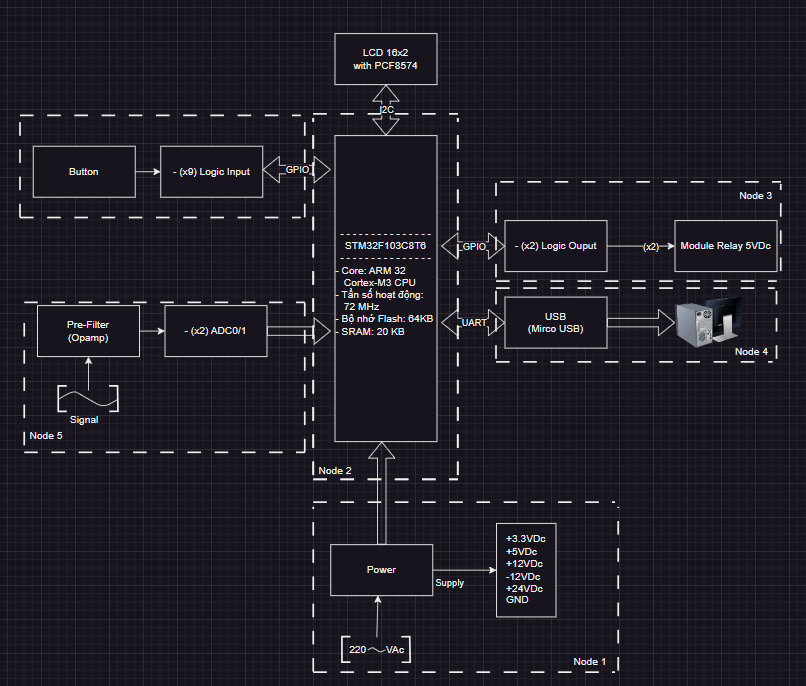 LCD 16x2
with PCF8574
I2C
Button
- (x9) Logic Input
GPIO
STM32F103C8T6
- Core: ARM 32
Cortex-M3 CPU
- Tần số hoạt động:
72 MHz
- Bộ nhớ Flash: 64KB
- SRAM: 20 KB
Node 2
Node 3
GPIO
- (x2) Logic Ouput
(x2)
Module Relay 5VDc
UART
USB
(Mirco USB)
Node 4
Pre-Filter
(Opamp)
- (x2) ADC0/1
Signal
Node 5
Power
Supply
+3.3VDc
+5VDc
+12VDc
-12VDc
+24VDc
GND
220
VAc
Node 1